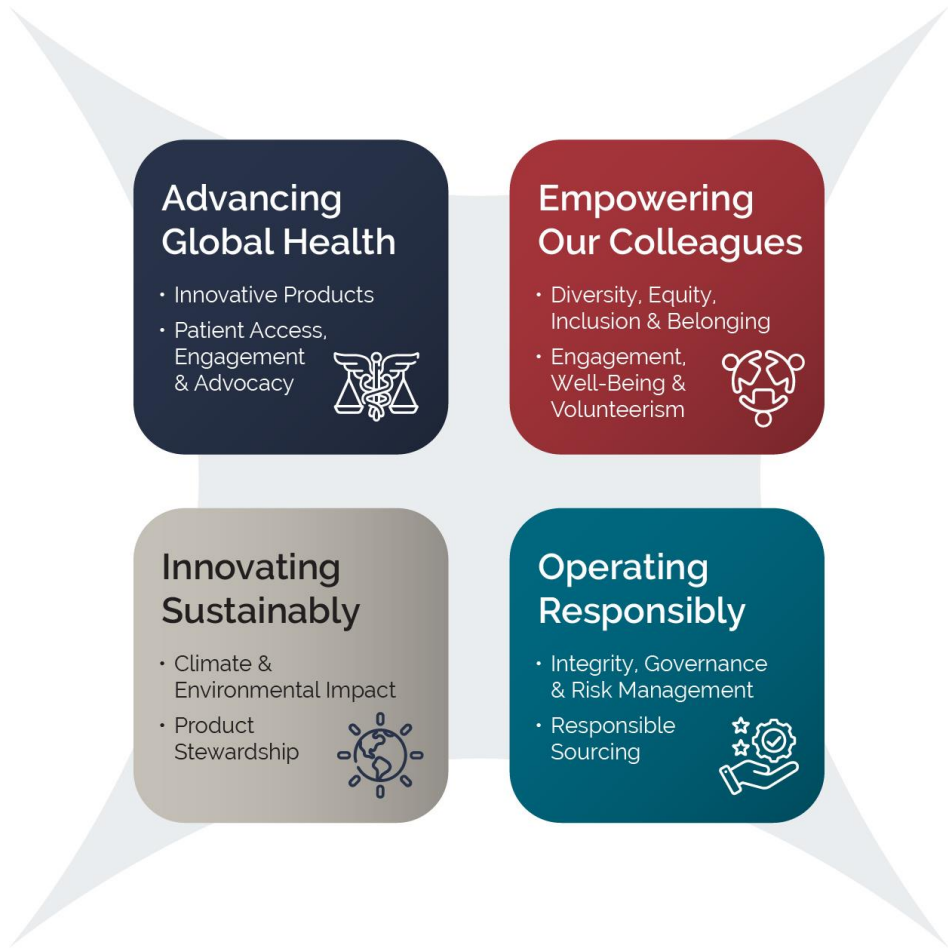 Advancing
Global Health
• Innovative Products
• Patient Access,
Engagement
& Advocacy
Empowering
Our Colleagues
• Diversity, Equity,
Inclusion & Belonging
• Engagement,
Well-Being &
Volunteerism
Innovating
Sustainably
• Climate &
Environmental Impact
• Product
Stewardship
Operating
Responsibly
• Integrity, Governance
& Risk Management
• Responsible
Sourcing